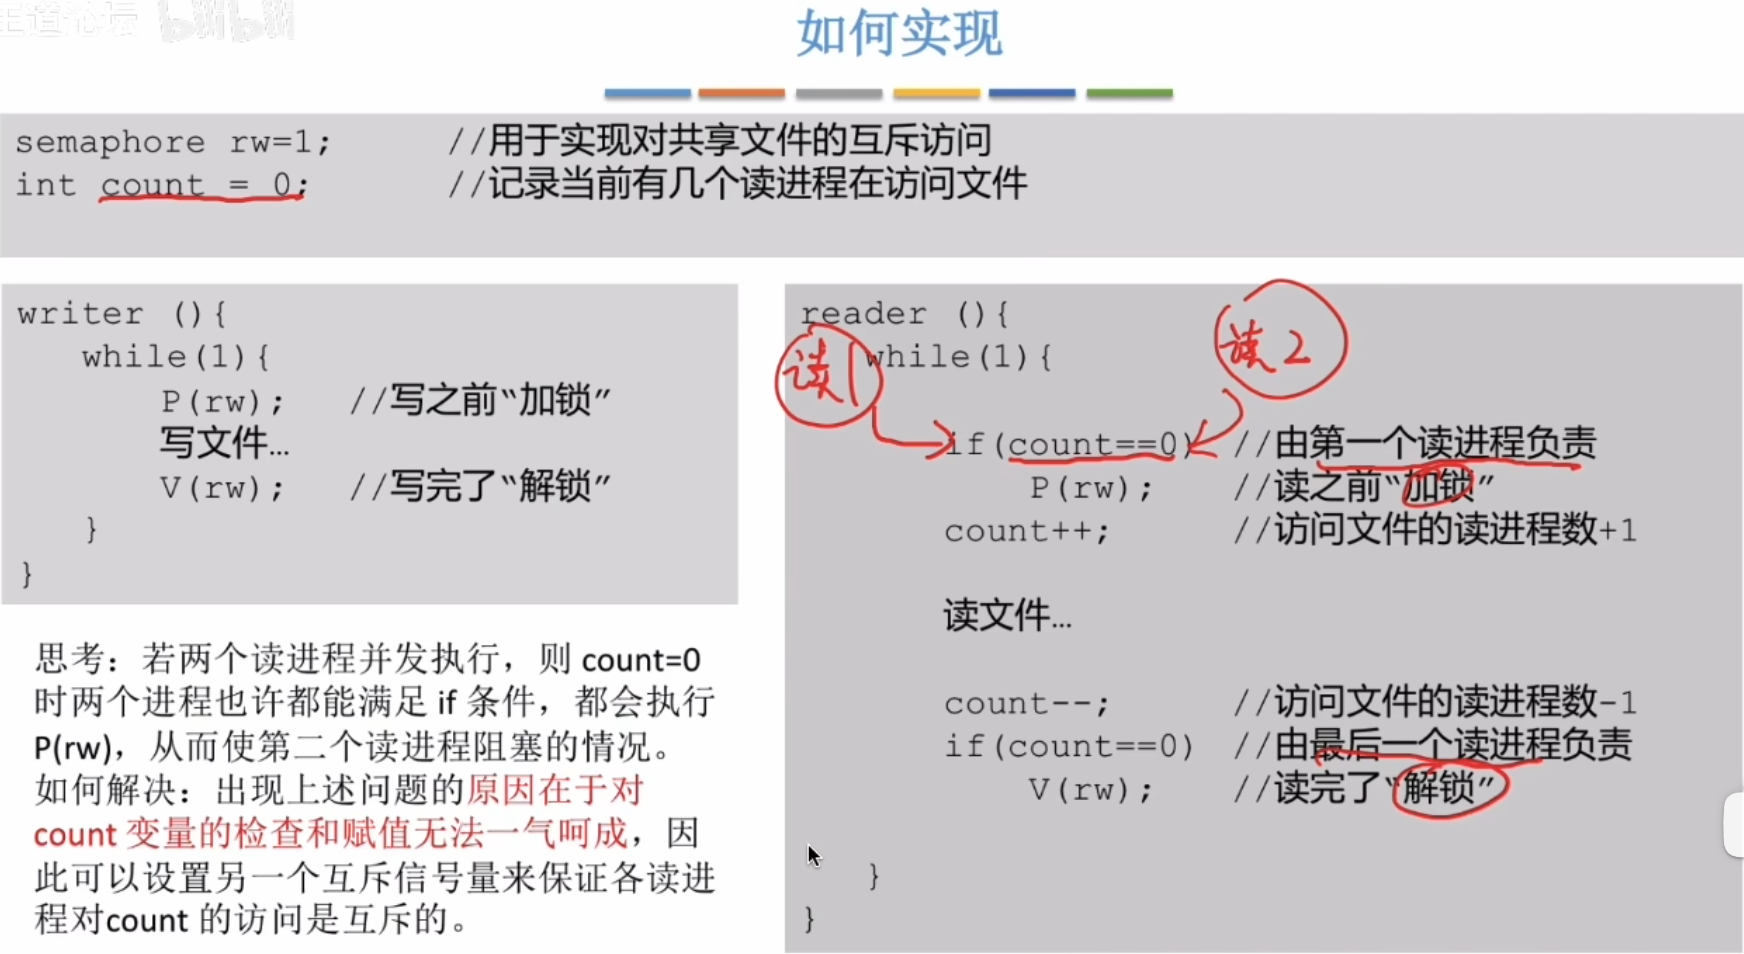 王道论坛 bilibili
如何实现
semaphore rw=1; //用于实现对共享文件的互斥访问
int count = 0; //记录当前有几个读进程在访问文件
writer (){
while(1){
P(rw); //写之前“加锁”
写文件…
V(rw); //写完了“解锁”
}
}
思考：若两个读进程并发执行，则 count=0
时两个进程也许都能满足 if 条件，都会执行
P(rw)，从而使第二个读进程阻塞的情况。
如何解决：出现上述问题的原因在于对
count 变量的检查和赋值无法一气呵成，因
此可以设置另一个互斥信号量来保证各读进
程对count 的访问是互斥的。
reader (){
读1
while(1){
读2
if(count==0) //由第一个读进程负责
P(rw); //读之前“加锁”
count++; //访问文件的读进程数+1
读文件…
count--; //访问文件的读进程数-1
if(count==0) //由最后一个读进程负责
V(rw); //读完了“解锁”
}
}